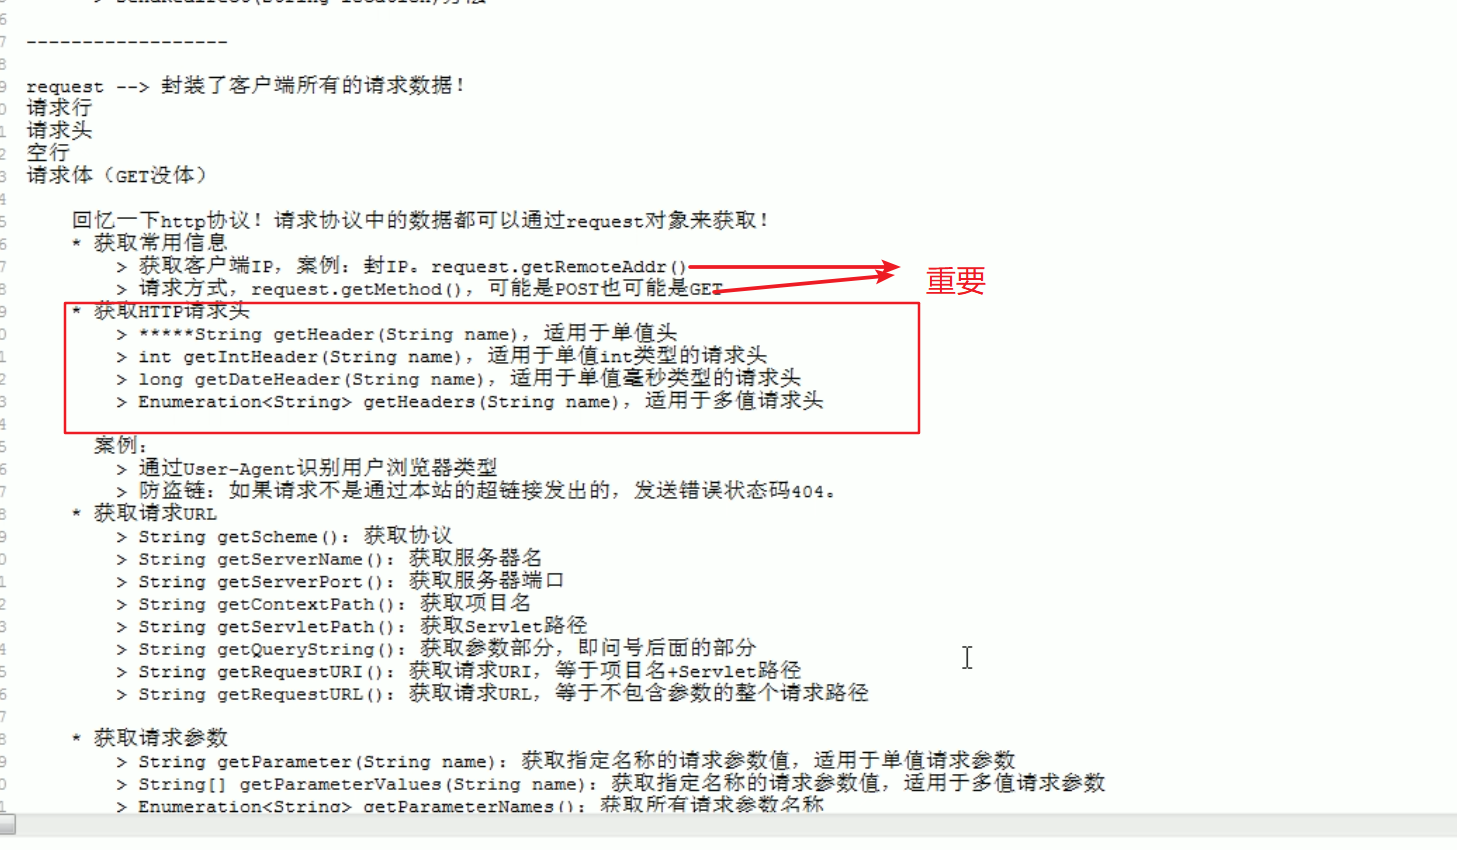 ------------------
request --> 封装了客户端所有的请求数据！
请求行
请求头
空行
请求体（GET没体）
回忆一下http协议！请求协议中的数据都可以通过request对象来获取！
* 获取常用信息
> 获取客户端IP，案例：封IP。request.getRemoteAddr()
> 请求方式，request.getMethod()，可能是POST也可能是GET
重要
* 获取HTTP请求头
> *****String getHeader(String name)，适用于单值头
> int getIntHeader(String name)，适用于单值int类型的请求头
> long getDateHeader(String name)，适用于单值毫秒类型的请求头
> Enumeration<String> getHeaders(String name)，适用于多值请求头
案例：
> 通过User-Agent识别用户浏览器类型
> 防盗链：如果请求不是通过本站的超链接发出的，发送错误状态码404。
* 获取请求URL
> String getScheme()：获取协议
> String getServerName()：获取服务器名
> String getServerPort()：获取服务器端口
> String getContextPath()：获取项目名
> String getServletPath()：获取Servlet路径
> String getQueryString()：获取参数部分，即问号后面的部分
> String getRequestURI()：获取请求URI，等于项目名+Servlet路径
> String getRequestURL()：获取请求URL，等于不包含参数的整个请求路径
* 获取请求参数
> String getParameter(String name)：获取指定名称的请求参数值，适用于单值请求参数
> String[] getParameterValues(String name)：获取指定名称的请求参数值，适用于多值请求参数
> Enumeration<String> getParameterNames()：获取所有请求参数名称